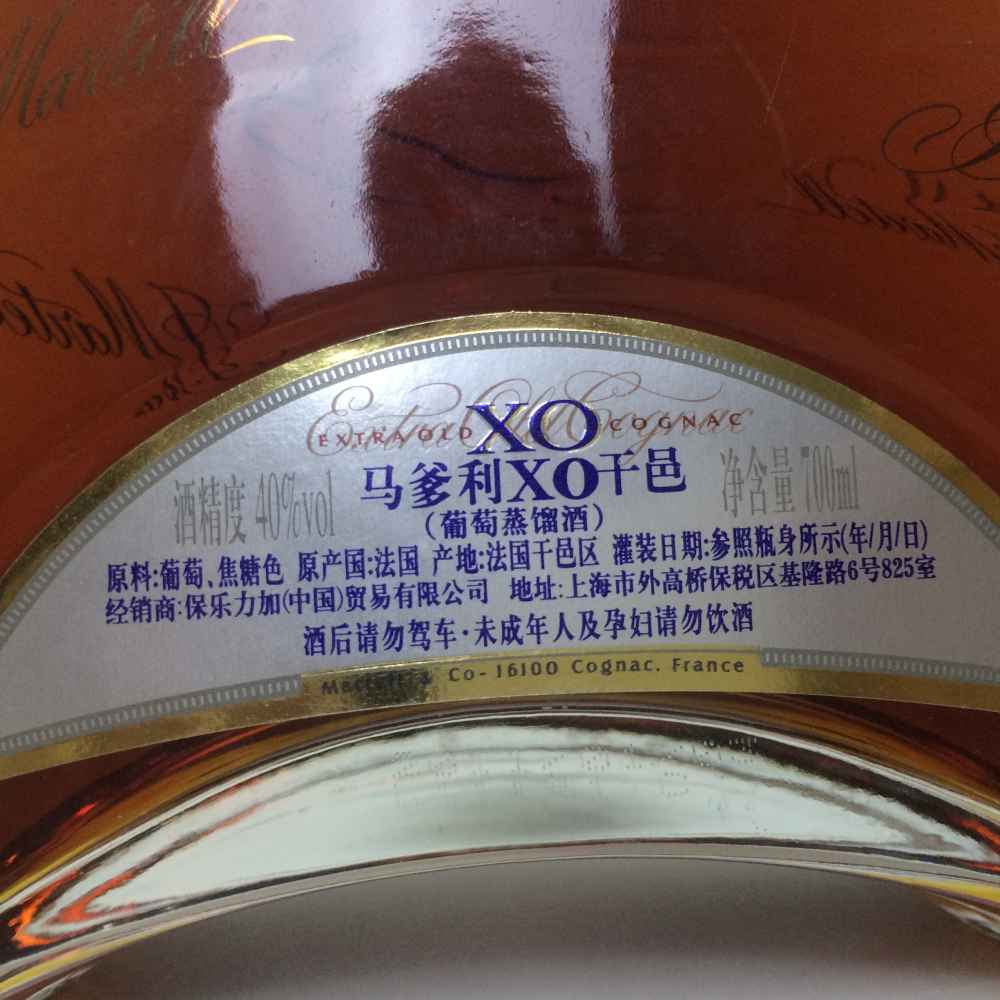 Extra Old Cognac
EXTRA OLD XO COGNAC
马爹利XO干邑
酒精度 40%vol
净含量 700ml
(葡萄蒸馏酒)
原料:葡萄、焦糖色 原产国:法国 产地:法国干邑区 灌装日期:参照瓶身所示(年/月/日)
经销商:保乐力加(中国)贸易有限公司 地址:上海市外高桥保税区基隆路6号825室
酒后请勿驾车·未成年人及孕妇请勿饮酒
Martell & Co-16100 Cognac. France